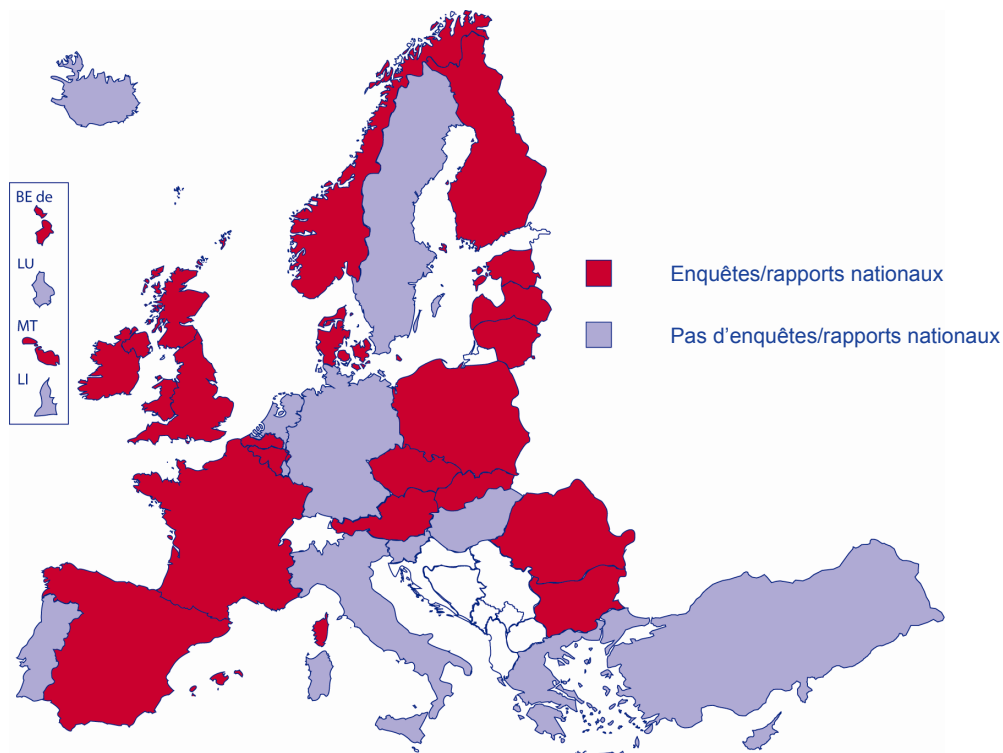 BE de
LU
MT
LI
Enquêtes/rapports nationaux
Pas d'enquêtes/rapports nationaux